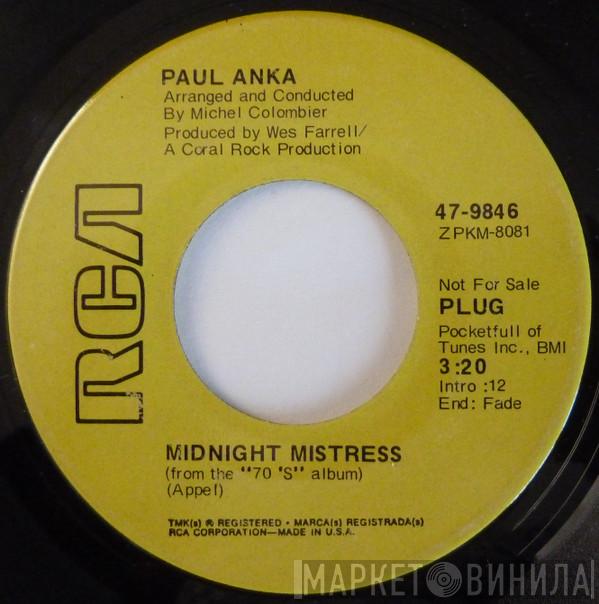 PAUL ANKA
Arranged and Conducted
By Michel Colombier
Produced by Wes Farrell/
A Coral Rock Production
RCA
47-9846
ZPKM-8081
Not For Sale
PLUG
Pocketfull of
Tunes Inc., BMI
3:20
Intro :12
End: Fade
MIDNIGHT MISTRESS
(from the "70 'S" album)
(Appel)
TMK(s) ® REGISTERED • MARCA(s) REGISTRADA(s)
RCA CORPORATION—MADE IN U.S.A.
МАРКЕТ ВИНИЛА